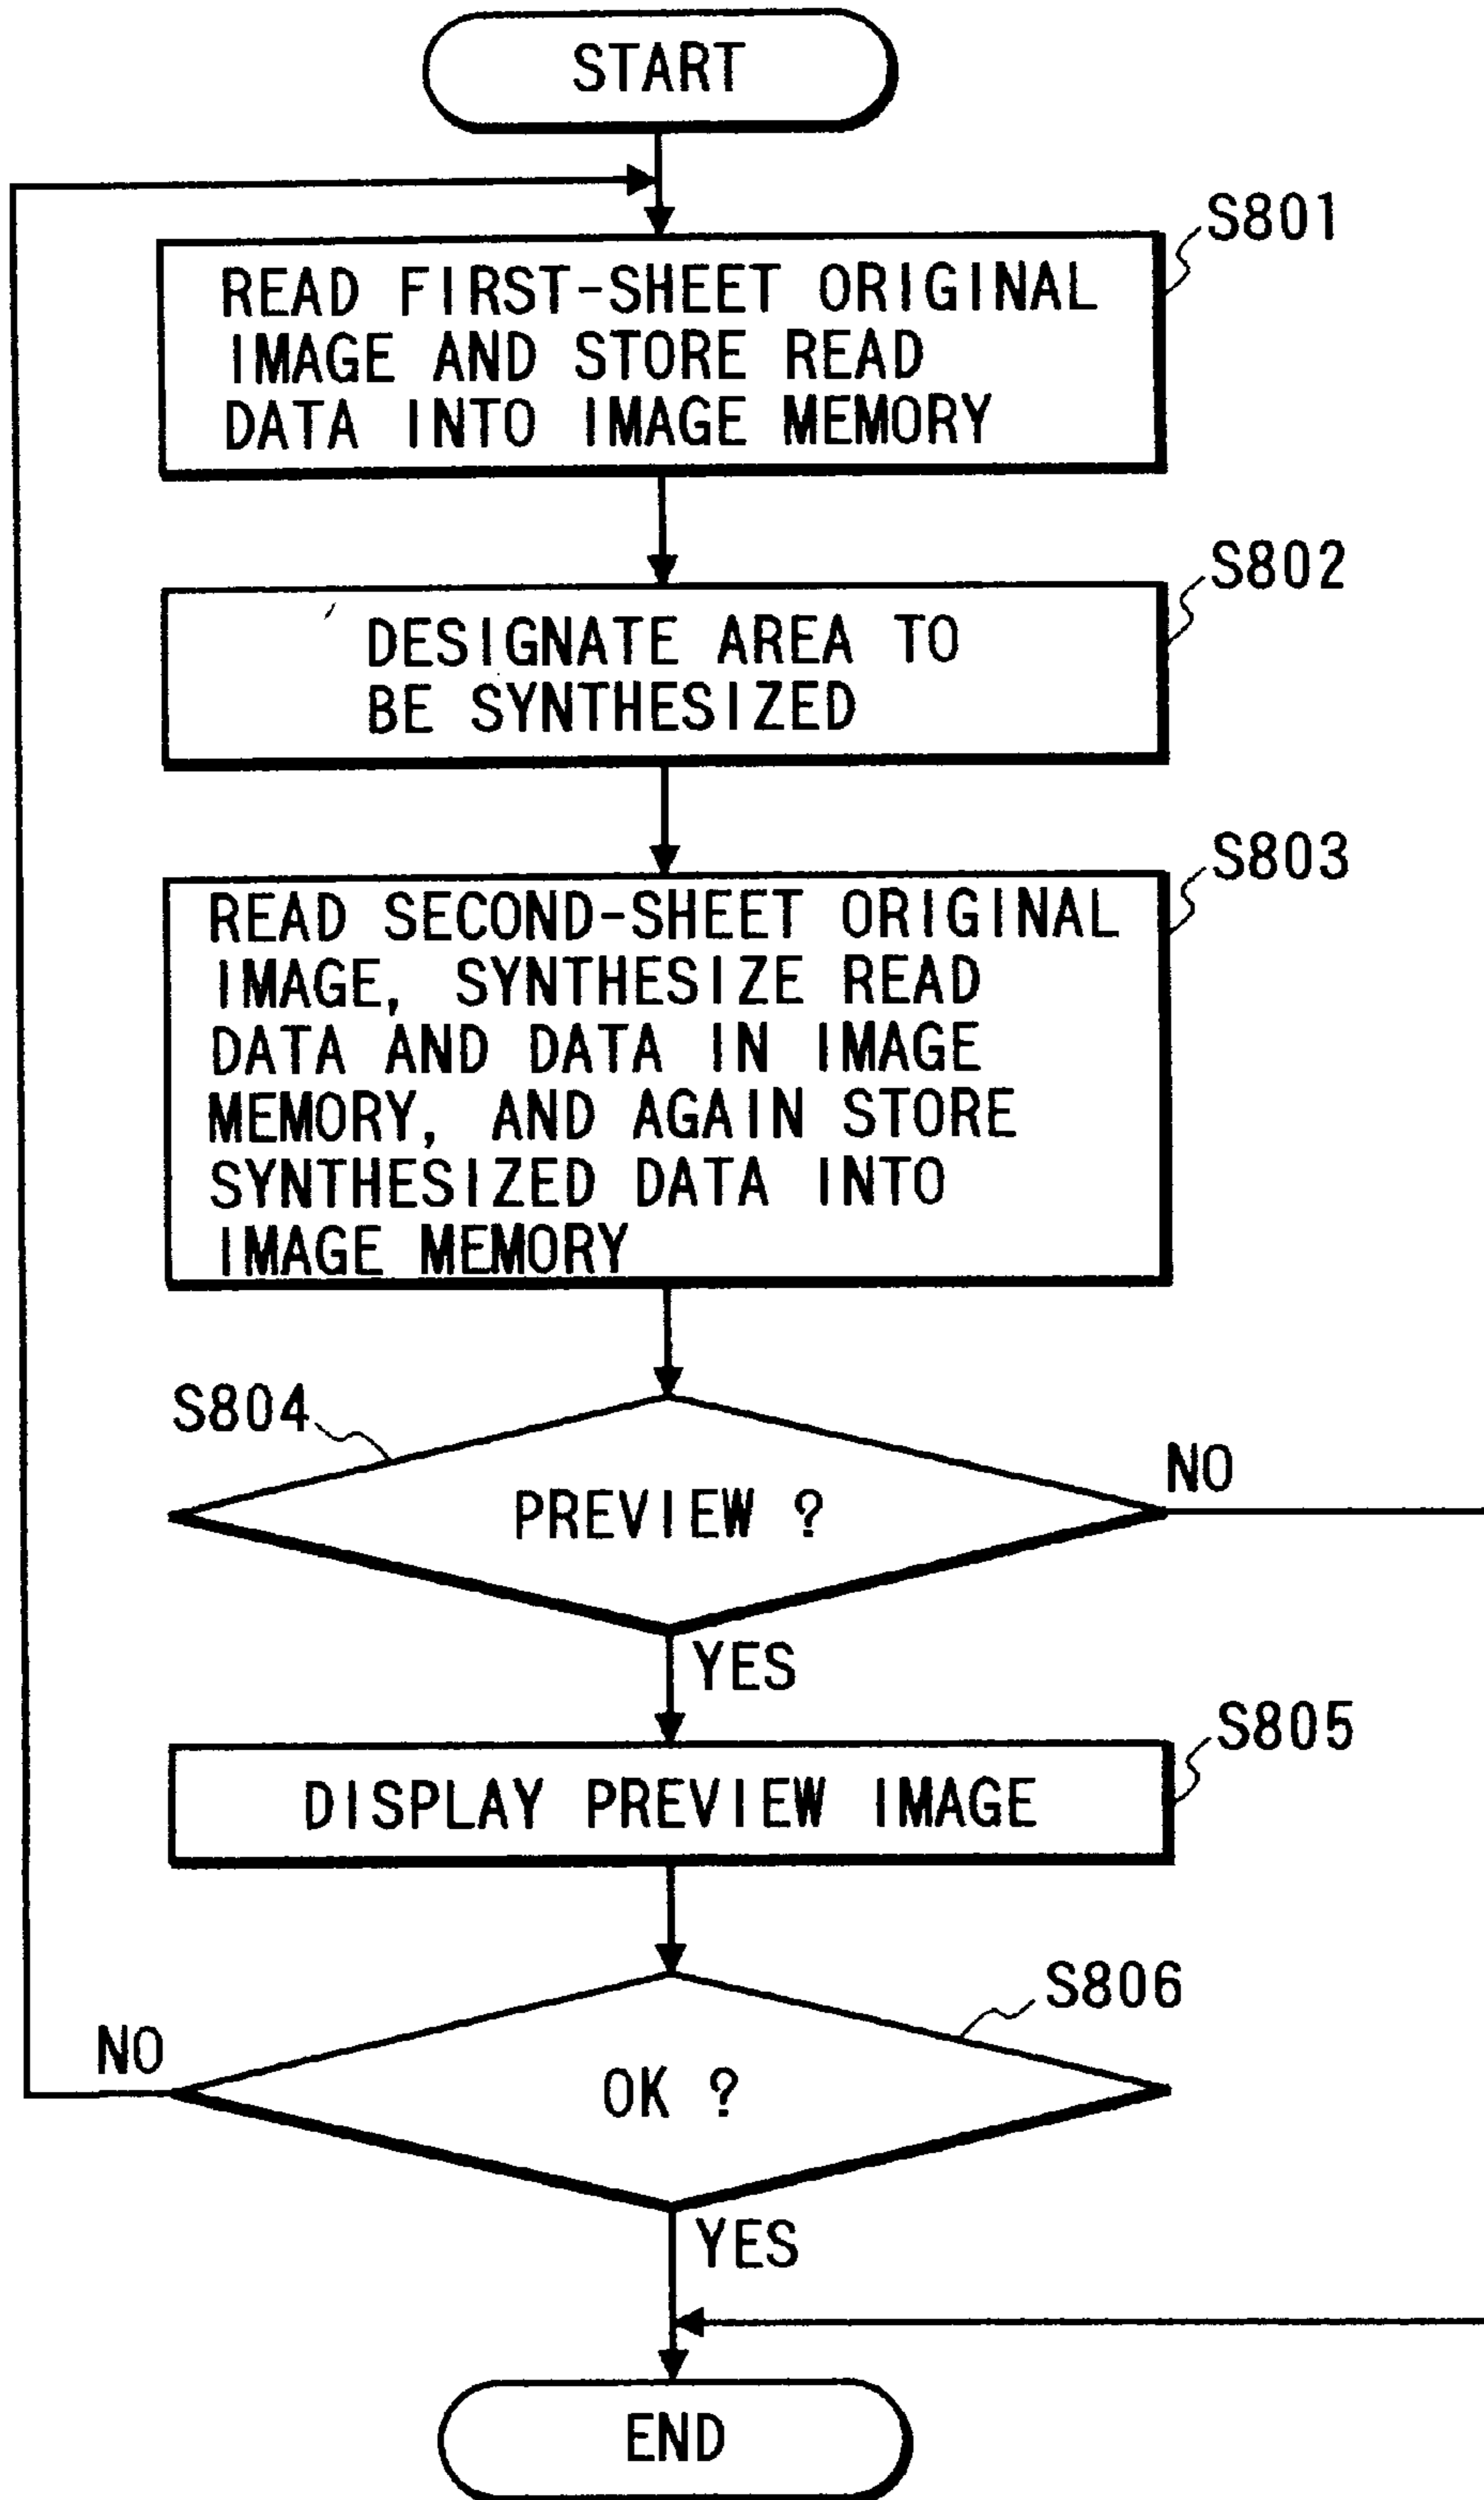 START
S801
READ FIRST-SHEET ORIGINAL
IMAGE AND STORE READ
DATA INTO IMAGE MEMORY
S802
DESIGNATE AREA TO
BE SYNTHESIZED
S803
READ SECOND-SHEET ORIGINAL
IMAGE, SYNTHESIZE READ
DATA AND DATA IN IMAGE
MEMORY, AND AGAIN STORE
SYNTHESIZED DATA INTO
IMAGE MEMORY
S804
PREVIEW ?
NO
YES
S805
DISPLAY PREVIEW IMAGE
S806
NO
OK ?
YES
END